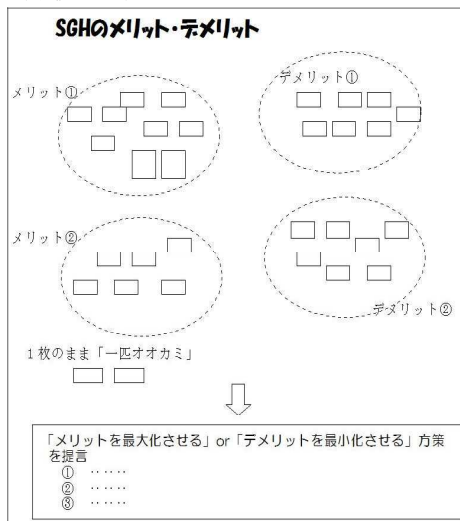 SGHのメリット・デメリット
メリット①
デメリット①
メリット②
デメリット②
1枚のまま「一匹オオカミ」
「メリットを最大化させる」or「デメリットを最小化させる」方策
を提言
① ‥‥‥
② ‥‥‥
③ ‥‥‥